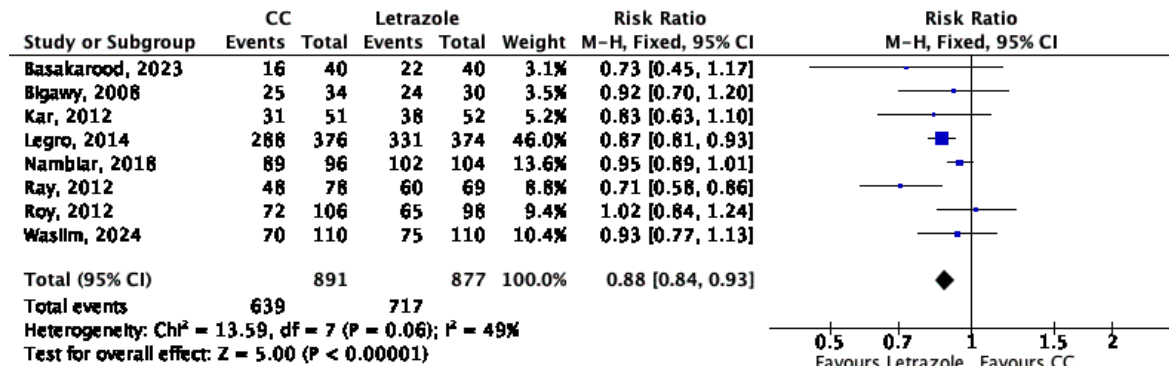 CC Letrazole Risk Ratio Risk Ratio
Study or Subgroup Events Total Events Total Weight M-H, Fixed, 95% CI M-H, Fixed, 95% CI
Basakarood, 2023 16 40 22 40 3.1% 0.73 [0.45, 1.17]
Bigawy, 2008 25 34 24 30 3.5% 0.92 [0.70, 1.20]
Kar, 2012 31 51 38 52 5.2% 0.83 [0.63, 1.10]
Legro, 2014 288 376 331 374 46.0% 0.87 [0.81, 0.93]
Nambiar, 2018 89 96 102 104 13.6% 0.95 [0.89, 1.01]
Ray, 2012 48 78 60 69 8.8% 0.71 [0.58, 0.86]
Roy, 2012 72 106 65 98 9.4% 1.02 [0.84, 1.24]
Waslim, 2024 70 110 75 110 10.4% 0.93 [0.77, 1.13]
Total (95% CI) 891 877 100.0% 0.88 [0.84, 0.93]
Total events 639 717
Heterogeneity: Chi² = 13.59, df = 7 (P = 0.06); I² = 49%
Test for overall effect: Z = 5.00 (P < 0.00001)
0.5 0.7 1 1.5 2
Favours Letrazole Favours CC